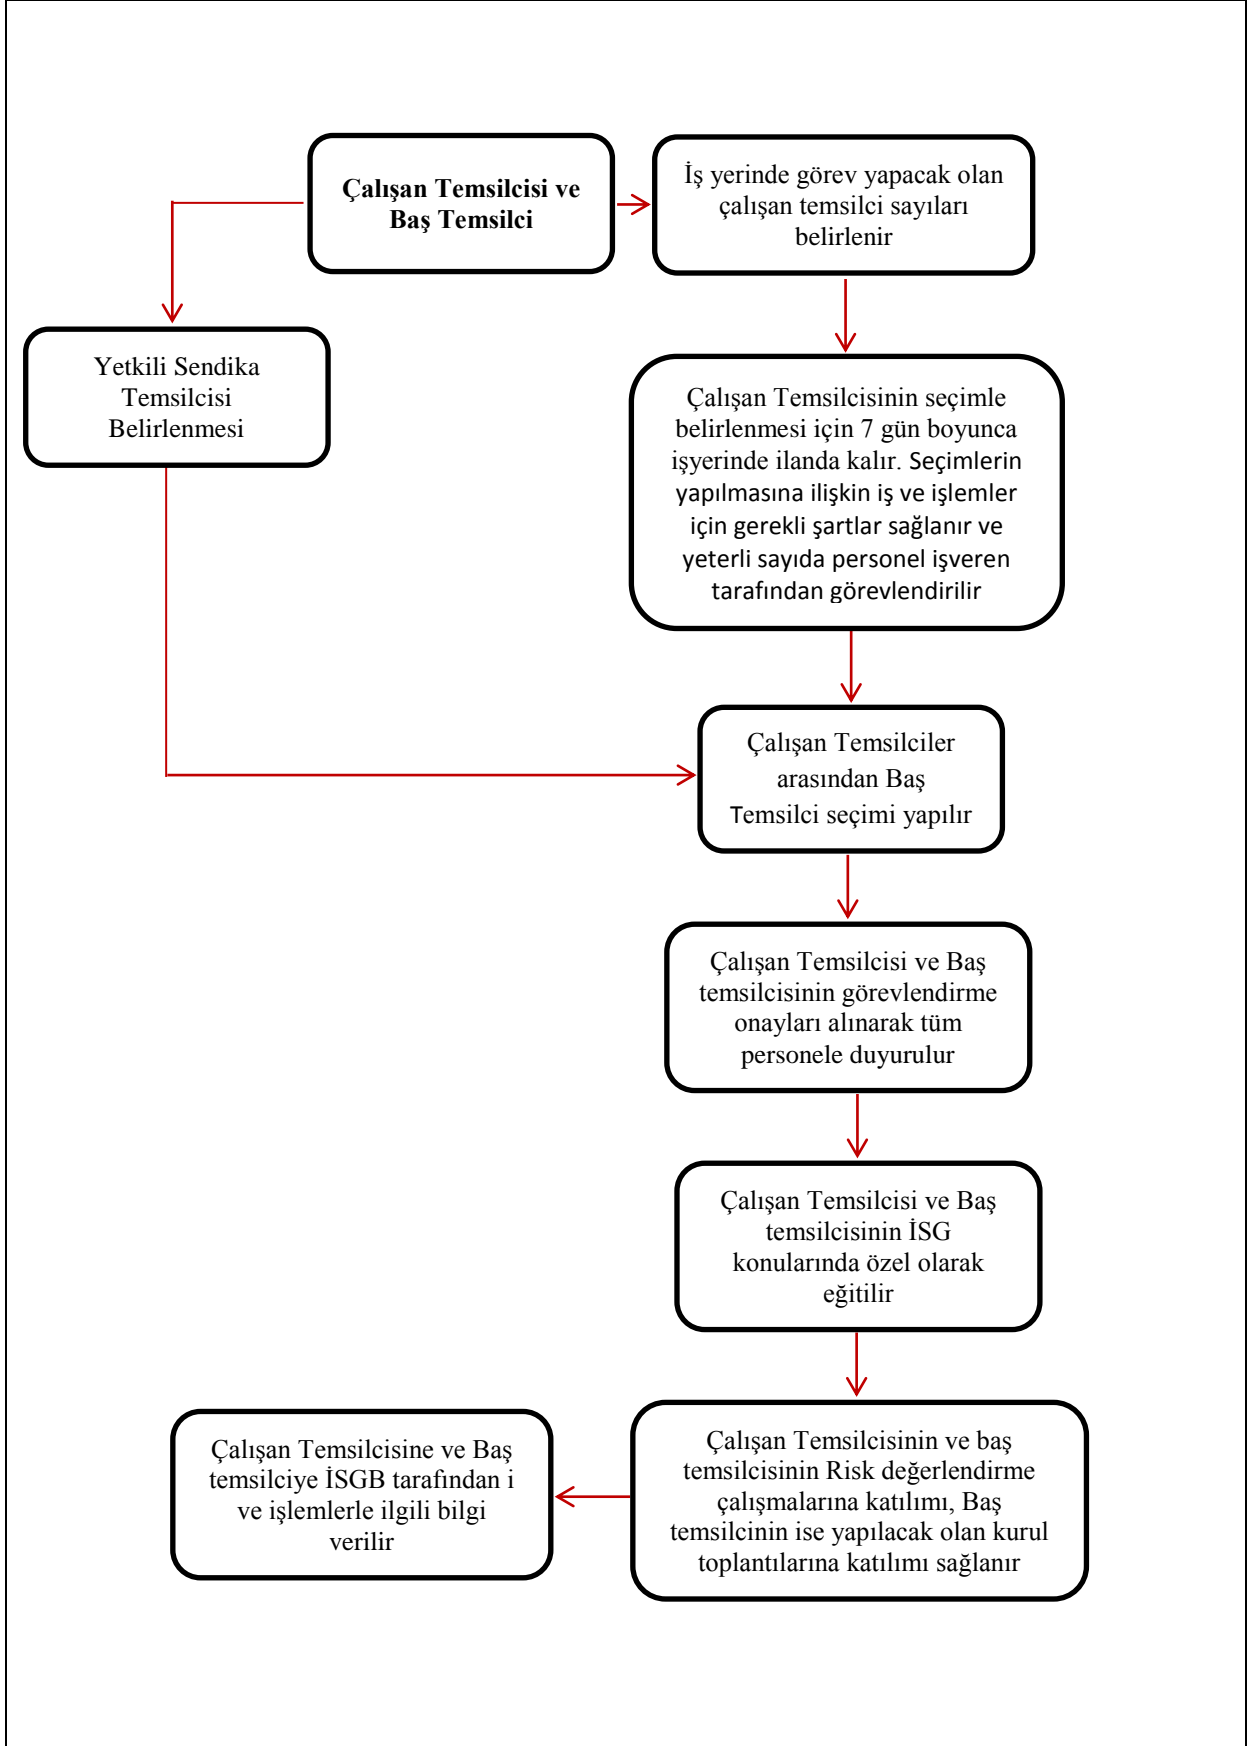 Çalışan Temsilcisi ve
Baş Temsilci
İş yerinde görev yapacak olan
çalışan temsilci sayıları
belirlenir
Yetkili Sendika
Temsilcisi
Belirlenmesi
Çalışan Temsilcisinin seçimle
belirlenmesi için 7 gün boyunca
işyerinde ilanda kalır. Seçimlerin
yapılmasına ilişkin iş ve işlemler
için gerekli şartlar sağlanır ve
yeterli sayıda personel işveren
tarafından görevlendirilir
Çalışan Temsilciler
arasından Baş
Temsilci seçimi yapılır
Çalışan Temsilcisi ve Baş
temsilcisinin görevlendirme
onayları alınarak tüm
personele duyurulur
Çalışan Temsilcisi ve Baş
temsilcisinin İSG
konularında özel olarak
eğitilir
Çalışan Temsilcisinin ve baş
temsilcisinin Risk değerlendirme
çalışmalarına katılımı, Baş
temsilcinin ise yapılacak olan kurul
toplantılarına katılımı sağlanır
Çalışan Temsilcisine ve Baş
temsilciye İSGB tarafından i
ve işlemlerle ilgili bilgi
verilir